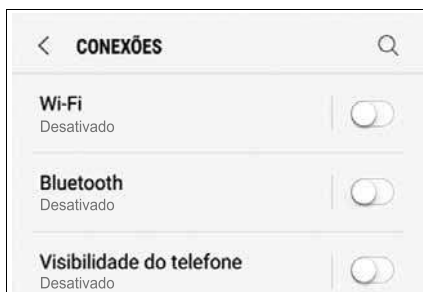 CONEXÕES
Wi-Fi
Desativado
Bluetooth
Desativado
Visibilidade do telefone
Desativado